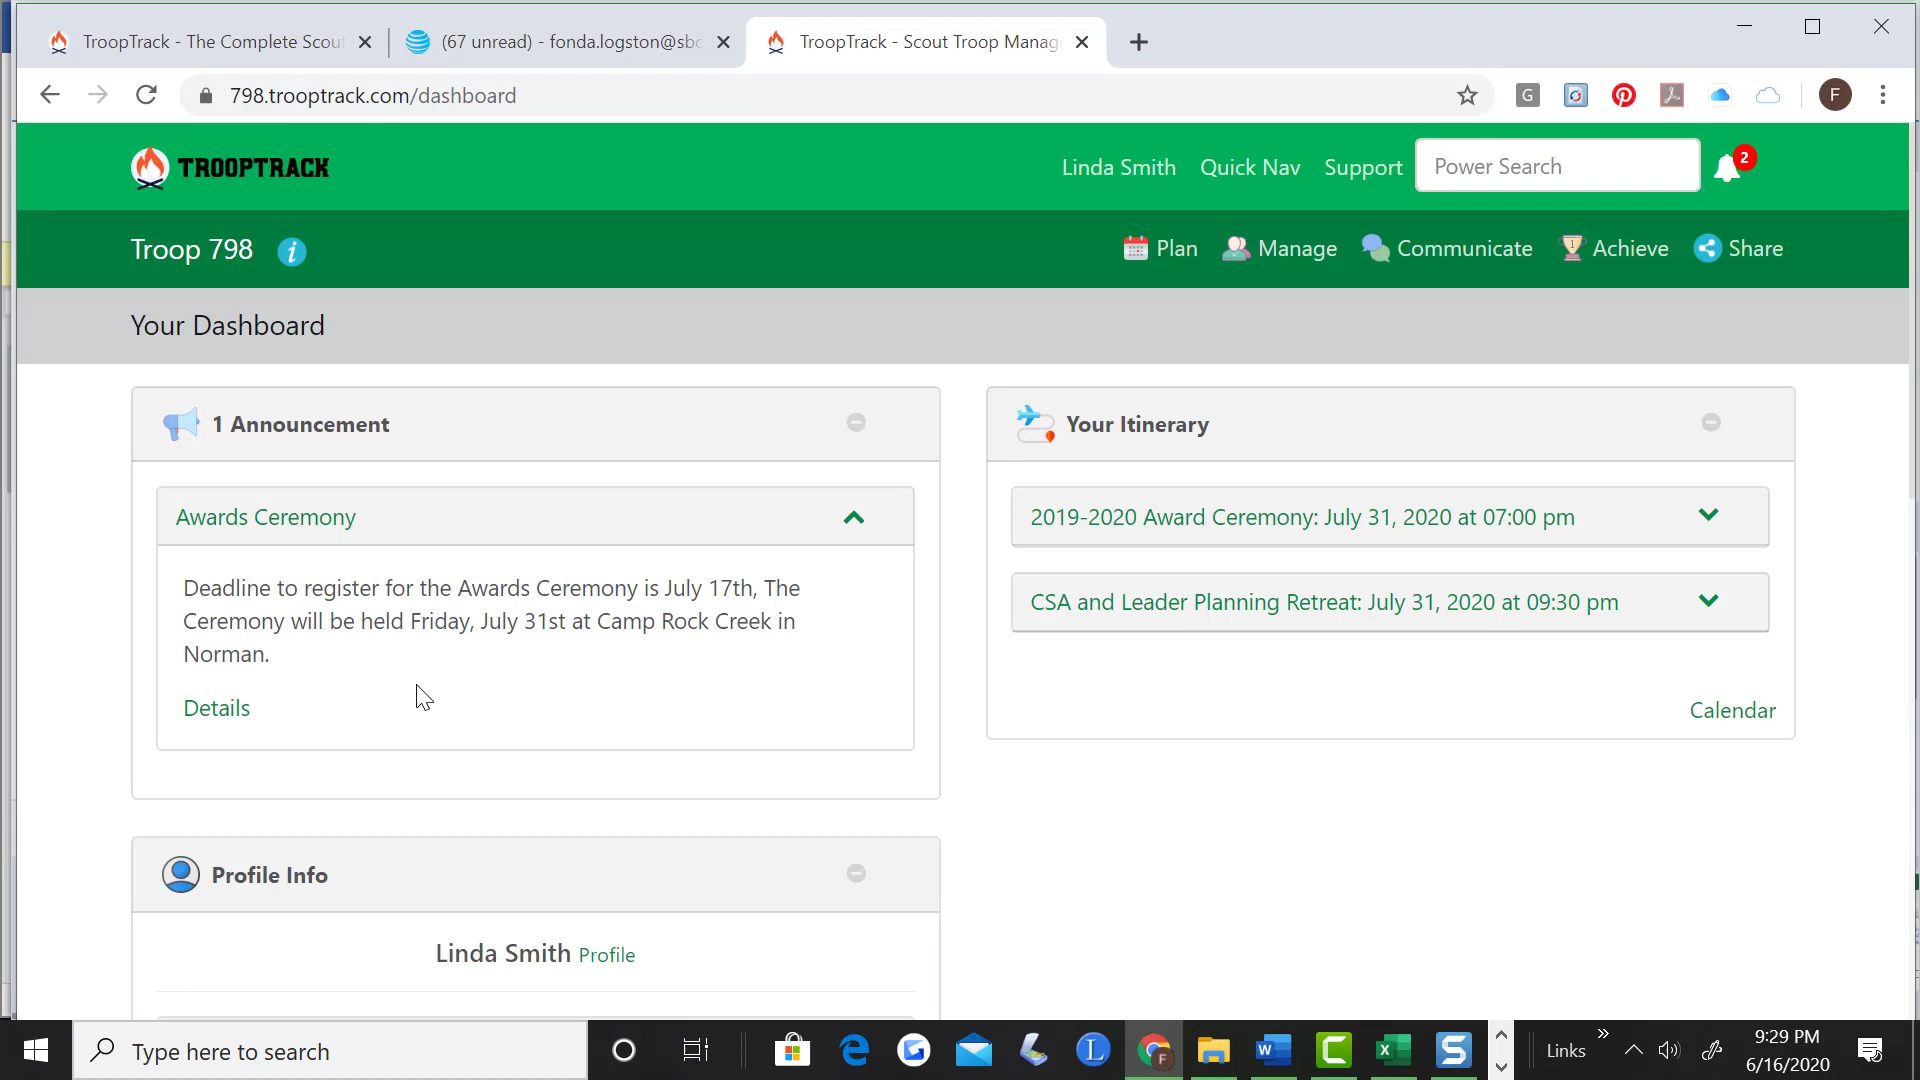 TroopTrack - The Complete Scou
(67 unread) - fonda.logston@sbc
TroopTrack - Scout Troop Manag
798.trooptrack.com/dashboard
G
F
TROOPTRACK
Linda Smith
Quick Nav
Support
Power Search
2
Troop 798
i
Plan
Manage
Communicate
1
Achieve
Share
Your Dashboard
1 Announcement
Awards Ceremony
Deadline to register for the Awards Ceremony is July 17th, The
Ceremony will be held Friday, July 31st at Camp Rock Creek in
Norman.
Details
Your Itinerary
2019-2020 Award Ceremony: July 31, 2020 at 07:00 pm
CSA and Leader Planning Retreat: July 31, 2020 at 09:30 pm
Calendar
Profile Info
Linda Smith Profile
Type here to search
L
F
W
C
X
S
Links
9:29 PM
6/16/2020